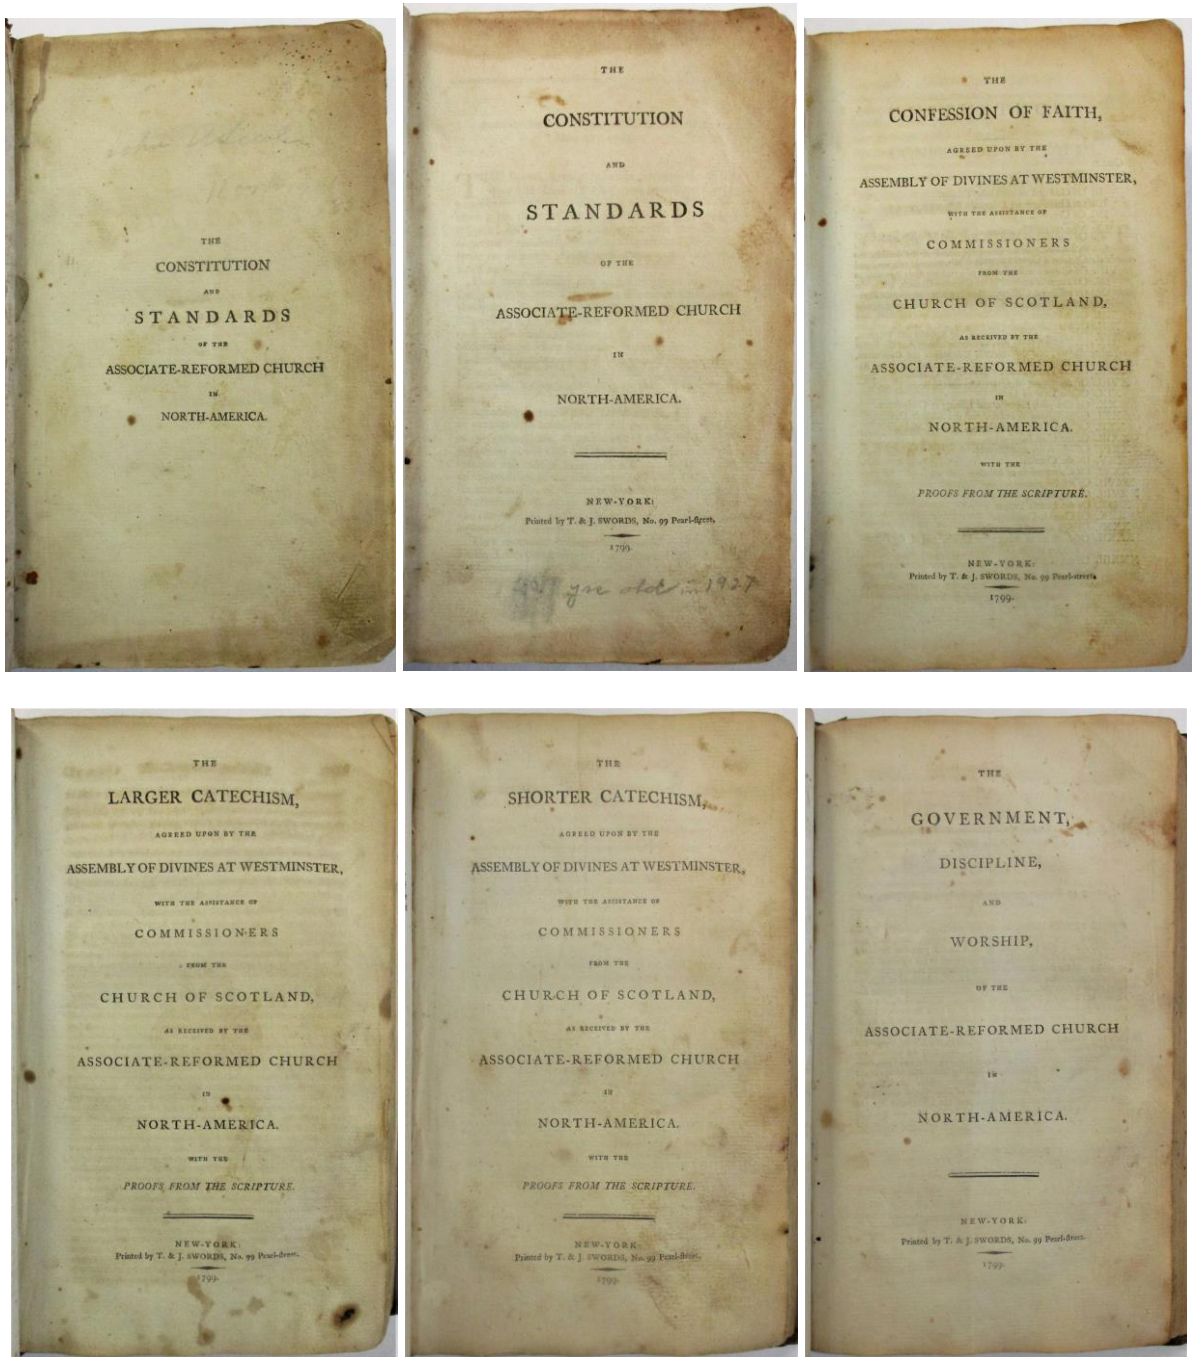 THE
CONSTITUTION
AND
STANDARDS
OF THE
ASSOCIATE-REFORMED CHURCH
IN
NORTH-AMERICA.
THE
CONSTITUTION
AND
STANDARDS
OF THE
ASSOCIATE-REFORMED CHURCH
IN
NORTH-AMERICA.
NEW-YORK:
Printed by T. & J. SWORDS, No. 99 Pearl-ſtreet.
1799.
yrs old in 1927
THE
CONFESSION OF FAITH,
AGREED UPON BY THE
ASSEMBLY OF DIVINES AT WESTMINSTER,
WITH THE ASSISTANCE OF
COMMISSIONERS
FROM THE
CHURCH OF SCOTLAND,
AS RECEIVED BY THE
ASSOCIATE-REFORMED CHURCH
IN
NORTH-AMERICA.
WITH THE
PROOFS FROM THE SCRIPTURE.
NEW-YORK:
Printed by T. & J. SWORDS, No. 99 Pearl-street.
1799.
THE
LARGER CATECHISM,
AGREED UPON BY THE
ASSEMBLY OF DIVINES AT WESTMINSTER,
WITH THE ASSISTANCE OF
COMMISSIONERS
FROM THE
CHURCH OF SCOTLAND,
AS RECEIVED BY THE
ASSOCIATE-REFORMED CHURCH
IN
NORTH-AMERICA.
WITH THE
PROOFS FROM THE SCRIPTURE.
NEW-YORK:
Printed by T. & J. SWORDS, No. 99 Pearl-ſtreet.
1799.
THE
SHORTER CATECHISM,
AGREED UPON BY THE
ASSEMBLY OF DIVINES AT WESTMINSTER,
WITH THE ASSISTANCE OF
COMMISSIONERS
FROM THE
CHURCH OF SCOTLAND,
AS RECEIVED BY THE
ASSOCIATE-REFORMED CHURCH
IN
NORTH-AMERICA.
WITH THE
PROOFS FROM THE SCRIPTURE.
NEW-YORK:
Printed by T. & J. SWORDS, No. 99 Pearl-ſtreet.
1799.
THE
GOVERNMENT,
DISCIPLINE,
AND
WORSHIP,
OF THE
ASSOCIATE-REFORMED CHURCH
IN
NORTH-AMERICA.
NEW-YORK:
Printed by T. & J. SWORDS, No. 99 Pearl-ſtreet.
1799.